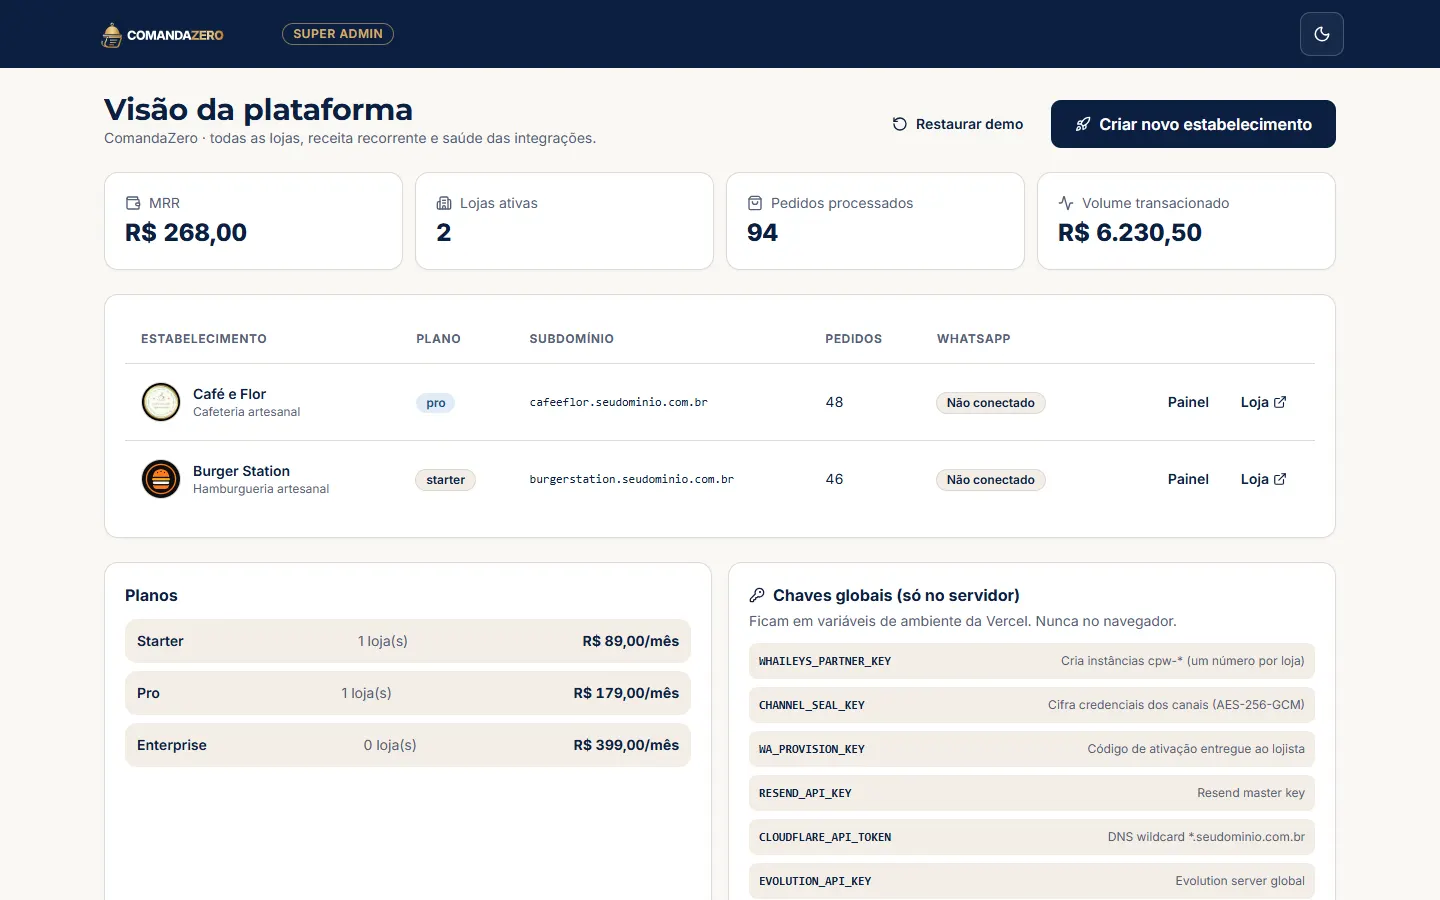 COMANDAZERO
SUPER ADMIN
Visão da plataforma
ComandaZero · todas as lojas, receita recorrente e saúde das integrações.
Restaurar demo
Criar novo estabelecimento
MRR
R$ 268,00
Lojas ativas
2
Pedidos processados
94
Volume transacionado
R$ 6.230,50
ESTABELECIMENTO PLANO SUBDOMÍNIO PEDIDOS WHATSAPP
Café e Flor
Cafeteria artesanal
pro
cafeeflor.seudominio.com.br
48
Não conectado
Painel
Loja
Burger Station
Hamburgueria artesanal
starter
burgerstation.seudominio.com.br
46
Não conectado
Painel
Loja
Planos
Starter 1 loja(s) R$ 89,00/mês
Pro 1 loja(s) R$ 179,00/mês
Enterprise 0 loja(s) R$ 399,00/mês
Chaves globais (só no servidor)
Ficam em variáveis de ambiente da Vercel. Nunca no navegador.
WHAILEYS_PARTNER_KEY Cria instâncias cpw-* (um número por loja)
CHANNEL_SEAL_KEY Cifra credenciais dos canais (AES-256-GCM)
WA_PROVISION_KEY Código de ativação entregue ao lojista
RESEND_API_KEY Resend master key
CLOUDFLARE_API_TOKEN DNS wildcard *.seudominio.com.br
EVOLUTION_API_KEY Evolution server global